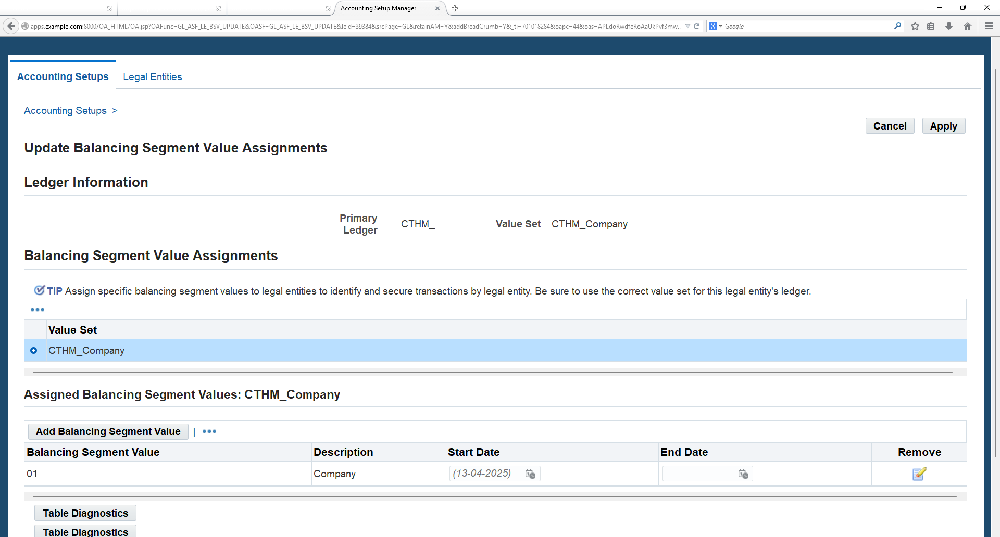 Accounting Setup Manager
apps.example.com:8000/OA_HTML/OA.jsp?OAFunc=GL_ASF_LE_BSV_UPDATE&OASF=GL_ASF_LE_BSV_UPDATE&leId=39384&srcPage=GL&retainAM=Y&addBreadCrumb=Y&_ti=701018284&oapc=44&oas=APLdoRwdfeRoAaUkPvf3mw..
8 Google
Accounting Setups Legal Entities
Accounting Setups >
Cancel Apply
Update Balancing Segment Value Assignments
Ledger Information
Primary Ledger CTHM_ Value Set CTHM_Company
Balancing Segment Value Assignments
TIP Assign specific balancing segment values to legal entities to identify and secure transactions by legal entity. Be sure to use the correct value set for this legal entity's ledger.
Value Set
CTHM_Company
Assigned Balancing Segment Values: CTHM_Company
Add Balancing Segment Value |
Balancing Segment Value Description Start Date End Date Remove
01 Company (13-04-2025)
Table Diagnostics
Table Diagnostics